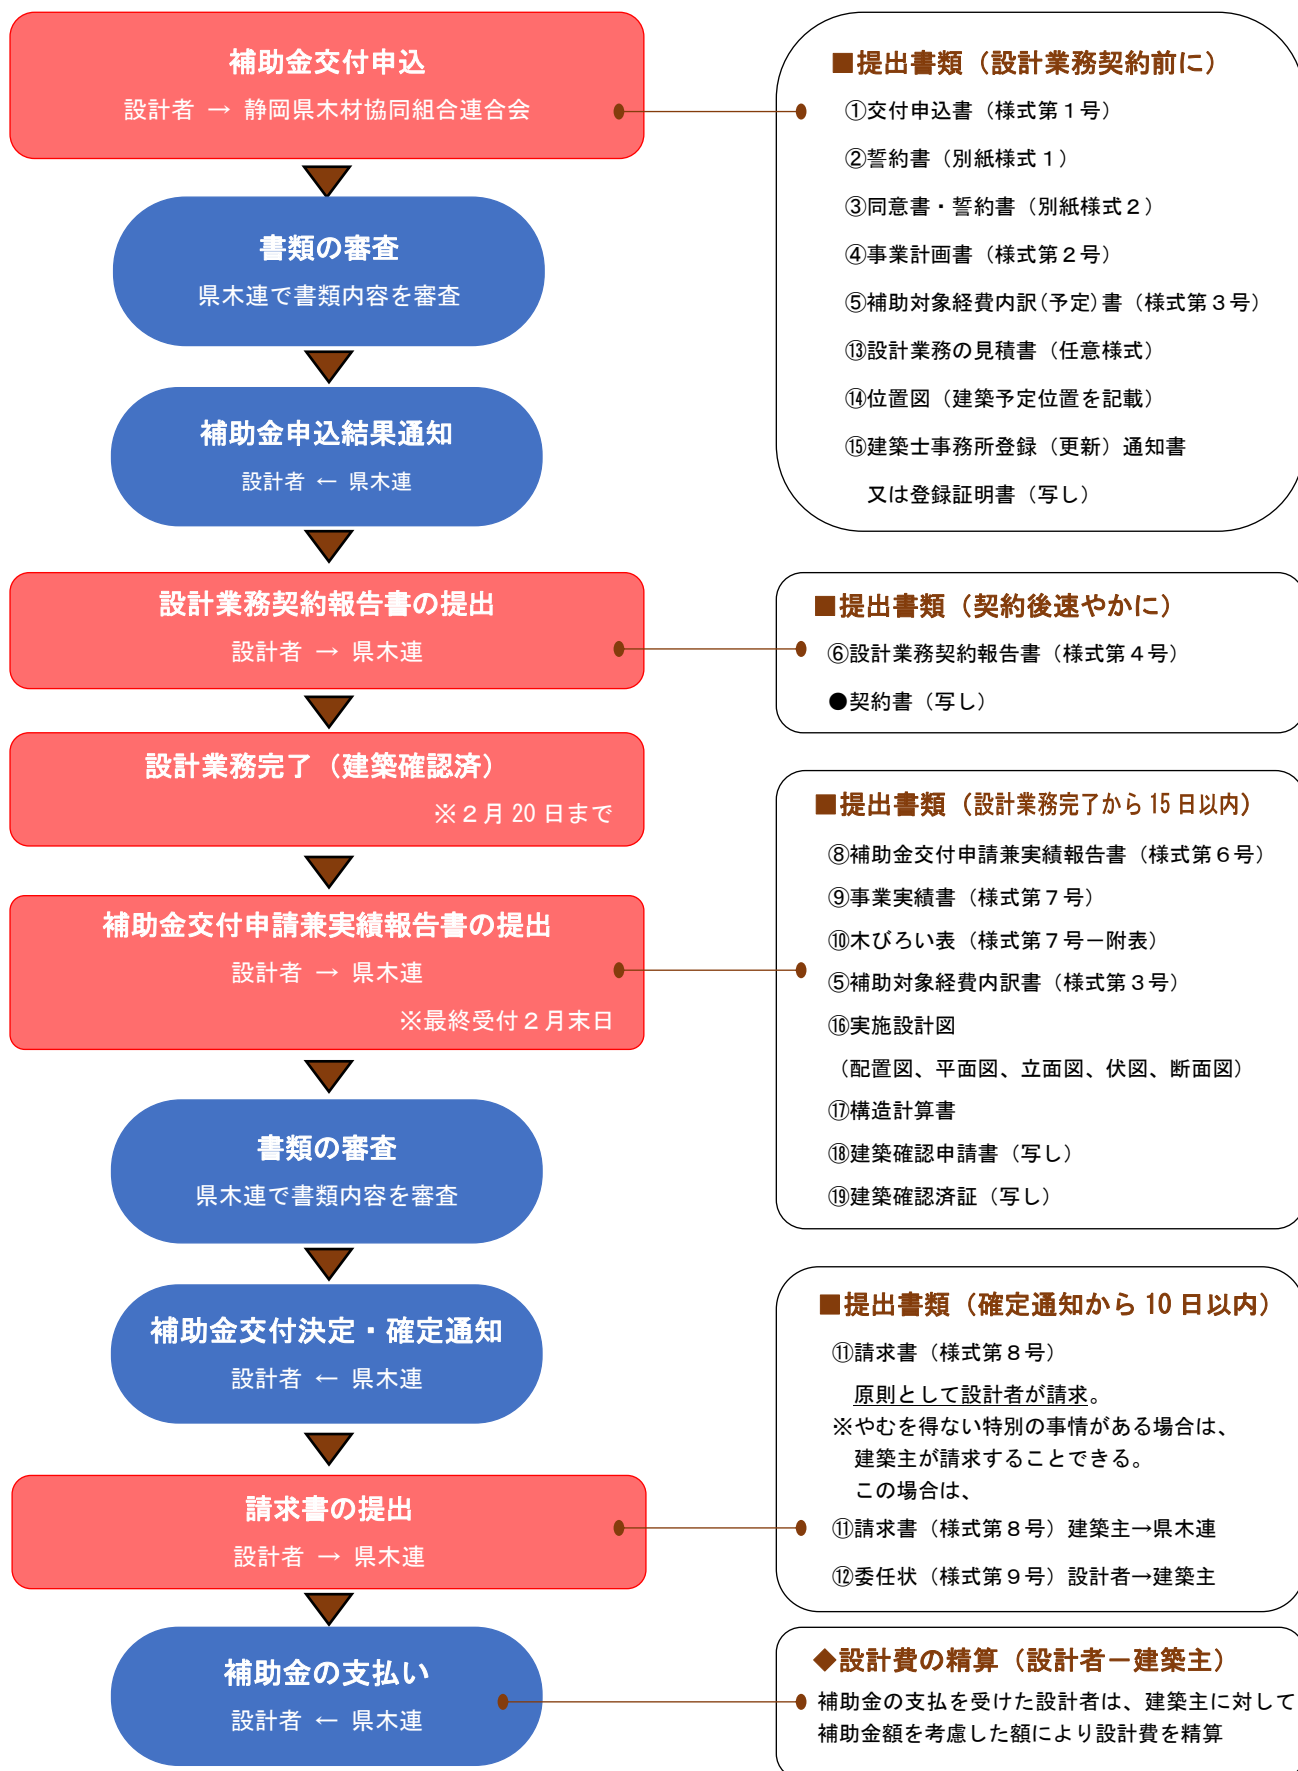 補助金交付申込
設計者 → 静岡県木材協同組合連合会
■提出書類（設計業務契約前に）
①交付申込書（様式第１号）
②誓約書（別紙様式１）
③同意書・誓約書（別紙様式２）
④事業計画書（様式第２号）
⑤補助対象経費内訳(予定)書（様式第３号）
⑬設計業務の見積書（任意様式）
⑭位置図（建築予定位置を記載）
⑮建築士事務所登録（更新）通知書
又は登録証明書（写し）
書類の審査
県木連で書類内容を審査
補助金申込結果通知
設計者 ← 県木連
設計業務契約報告書の提出
設計者 → 県木連
■提出書類（契約後速やかに）
⑥設計業務契約報告書（様式第４号）
●契約書（写し）
設計業務完了（建築確認済）
※２月 20 日まで
補助金交付申請兼実績報告書の提出
設計者 → 県木連
※最終受付２月末日
■提出書類（設計業務完了から 15 日以内）
⑧補助金交付申請兼実績報告書（様式第６号）
⑨事業実績書（様式第７号）
⑩木びろい表（様式第７号－附表）
⑤補助対象経費内訳書（様式第３号）
⑯実施設計図
（配置図、平面図、立面図、伏図、断面図）
⑰構造計算書
⑱建築確認申請書（写し）
⑲建築確認済証（写し）
書類の審査
県木連で書類内容を審査
補助金交付決定・確定通知
設計者 ← 県木連
請求書の提出
設計者 → 県木連
■提出書類（確定通知から 10 日以内）
⑪請求書（様式第８号）
原則として設計者が請求。
※やむを得ない特別の事情がある場合は、
建築主が請求することできる。
この場合は、
⑪請求書（様式第８号）建築主→県木連
⑫委任状（様式第９号）設計者→建築主
補助金の支払い
設計者 ← 県木連
◆設計費の精算（設計者－建築主）
補助金の支払を受けた設計者は、建築主に対して
補助金額を考慮した額により設計費を精算